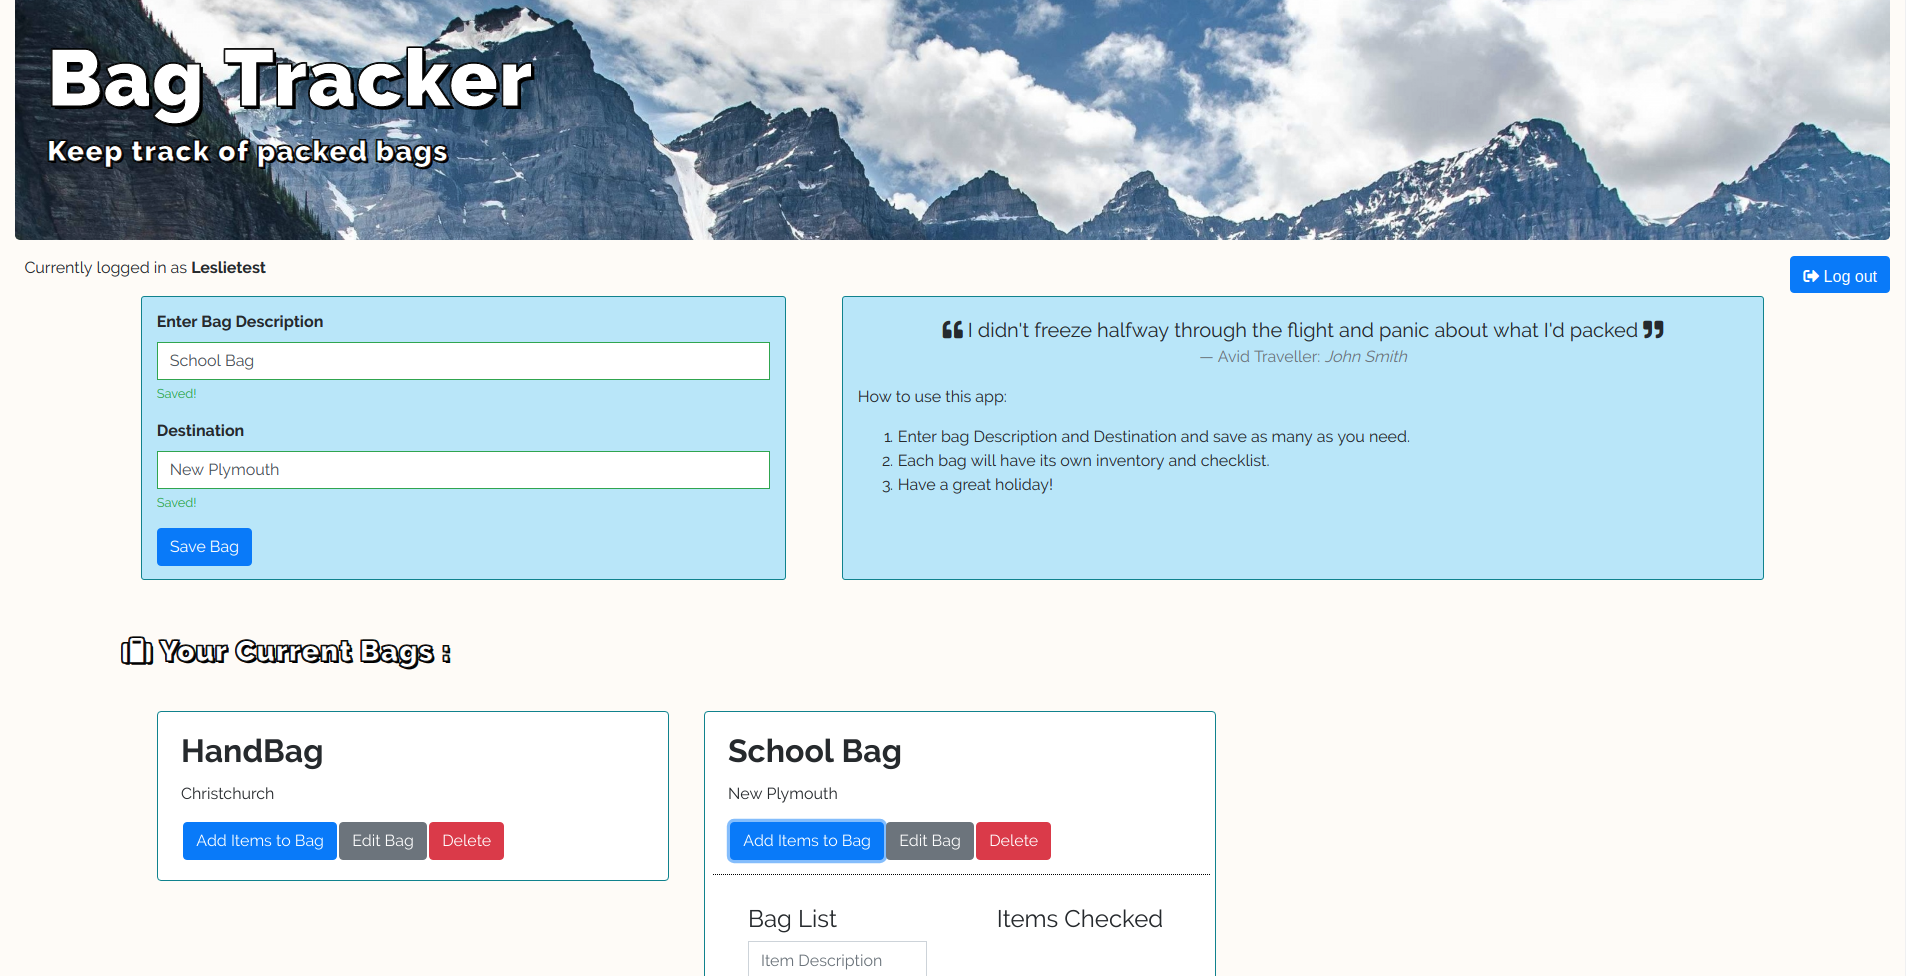 Bag Tracker
Keep track of packed bags
Currently logged in as Leslietest
Log out
Enter Bag Description
School Bag
Saved!
Destination
New Plymouth
Saved!
Save Bag
❝ I didn't freeze halfway through the flight and panic about what I'd packed ❞
— Avid Traveller: John Smith
How to use this app:
1. Enter bag Description and Destination and save as many as you need.
2. Each bag will have its own inventory and checklist.
3. Have a great holiday!
Your Current Bags :
HandBag
Christchurch
Add Items to Bag Edit Bag Delete
School Bag
New Plymouth
Add Items to Bag Edit Bag Delete
Bag List
Items Checked
Item Description